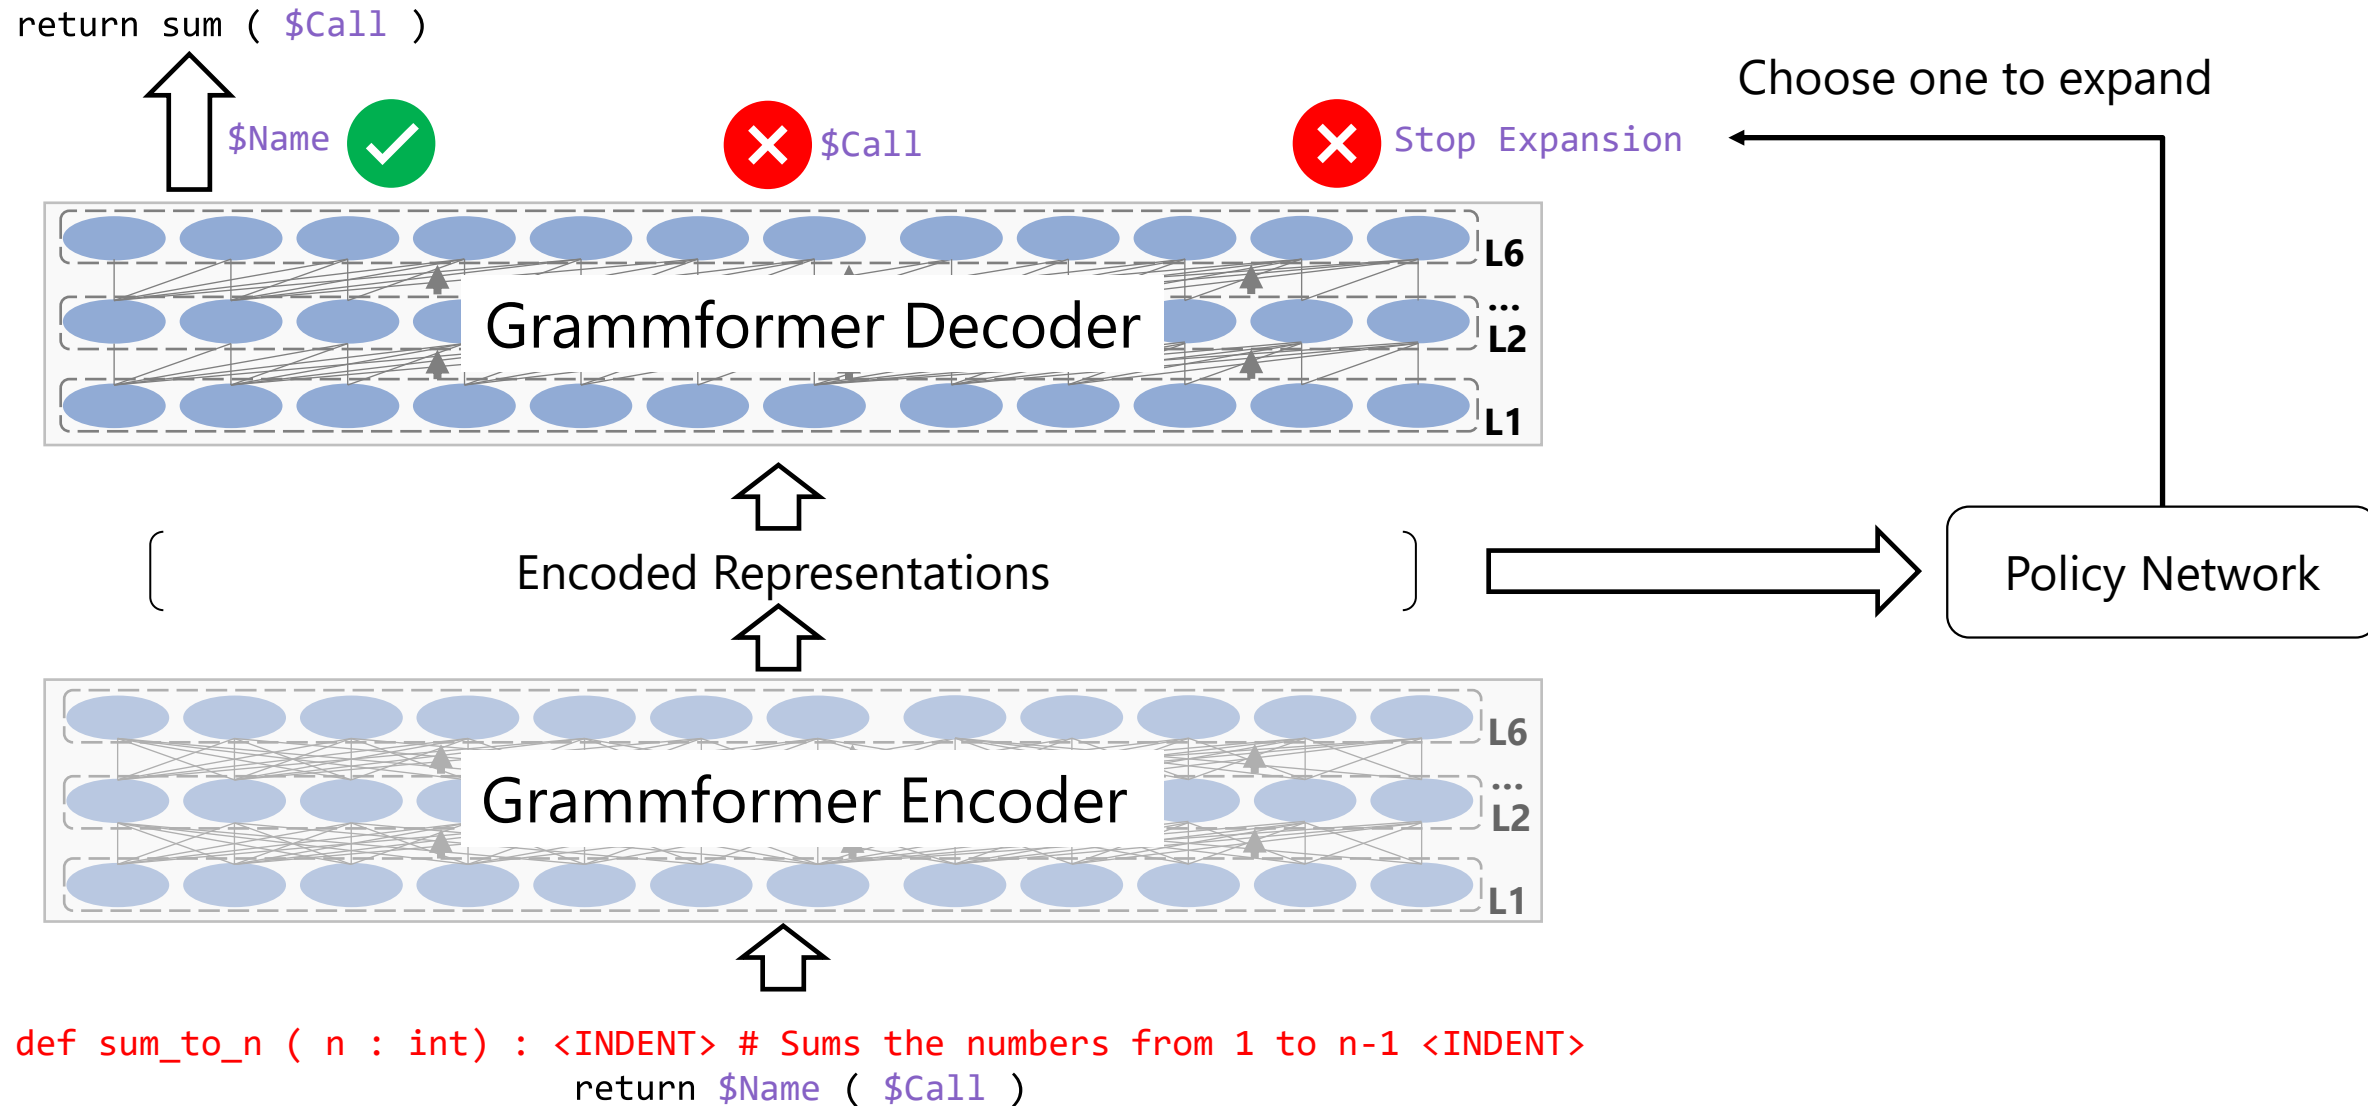 return sum ( $Call )
Choose one to expand
$Name
$Call
Stop Expansion
L6
...
L2
L1
Grammformer Decoder
Encoded Representations
Policy Network
L6
...
L2
L1
Grammformer Encoder
def sum_to_n ( n : int) : <INDENT> # Sums the numbers from 1 to n-1 <INDENT>
return $Name ( $Call )